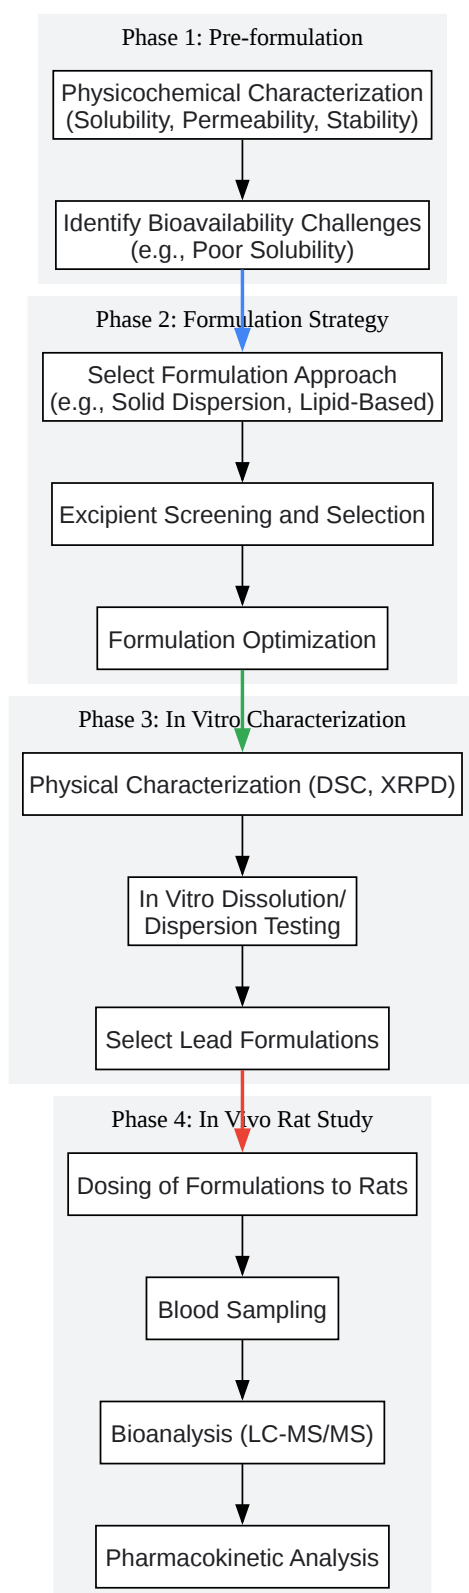 Phase 1: Pre-formulation
Physicochemical Characterization
(Solubility, Permeability, Stability)
Identify Bioavailability Challenges
(e.g., Poor Solubility)
Phase 2: Formulation Strategy
Select Formulation Approach
(e.g., Solid Dispersion, Lipid-Based)
Excipient Screening and Selection
Formulation Optimization
Phase 3: In Vitro Characterization
Physical Characterization (DSC, XRPD)
In Vitro Dissolution/
Dispersion Testing
Select Lead Formulations
Phase 4: In Vivo Rat Study
Dosing of Formulations to Rats
Blood Sampling
Bioanalysis (LC-MS/MS)
Pharmacokinetic Analysis